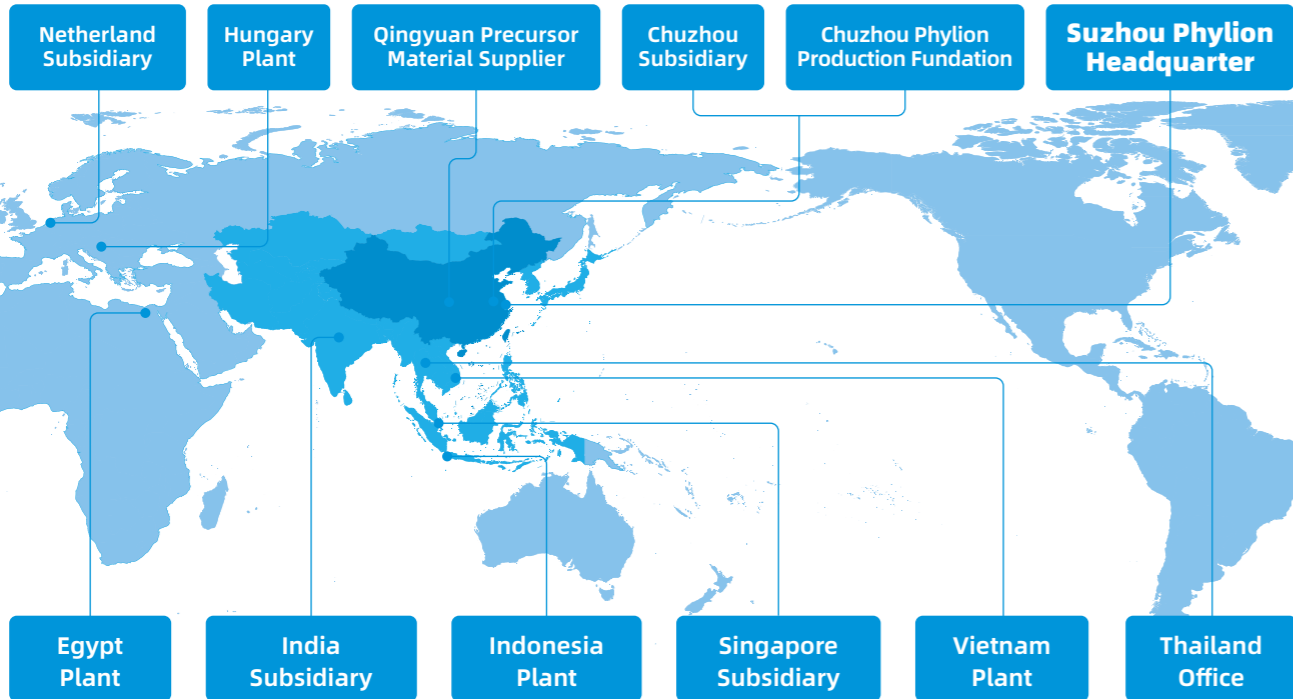 Netherland
Subsidiary
Hungary
Plant
Qingyuan Precursor
Material Supplier
Chuzhou
Subsidiary
Chuzhou Phylion
Production Fundation
Suzhou Phylion
Headquarter
Egypt
Plant
India
Subsidiary
Indonesia
Plant
Singapore
Subsidiary
Vietnam
Plant
Thailand
Office